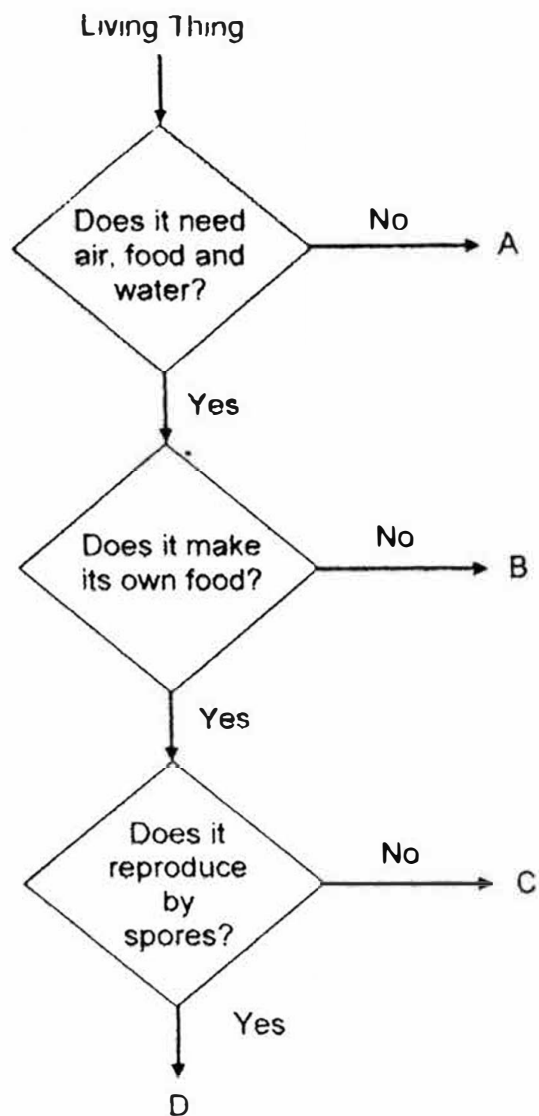 Living Thing
Does it need
air, food and
water?
No
A
Yes
Does it make
its own food?
No
B
Yes
Does it
reproduce
by
spores?
No
C
Yes
D